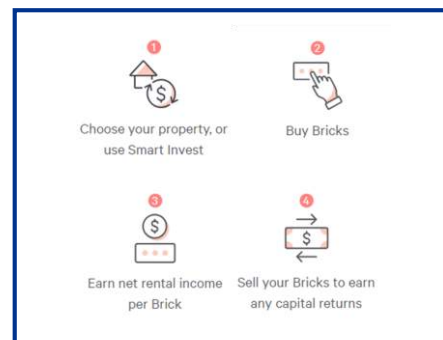 1
Choose your property, or
use Smart Invest
2
Buy Bricks
3
$
Earn net rental income
per Brick
4
$
Sell your Bricks to earn
any capital returns